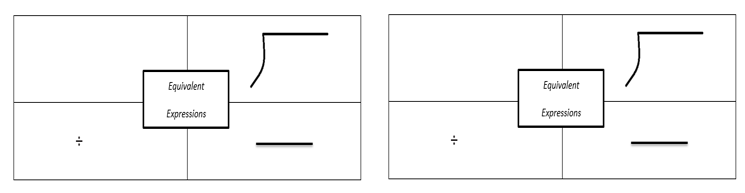 Equivalent
Expressions
÷
Equivalent
Expressions
÷